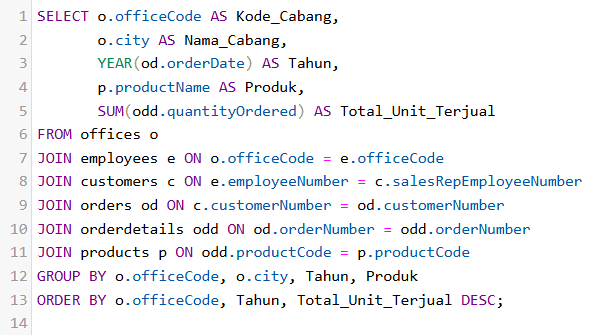 1 SELECT o.officeCode AS Kode_Cabang,
2 o.city AS Nama_Cabang,
3 YEAR(od.orderDate) AS Tahun,
4 p.productName AS Produk,
5 SUM(odd.quantityOrdered) AS Total_Unit_Terjual
6 FROM offices o
7 JOIN employees e ON o.officeCode = e.officeCode
8 JOIN customers c ON e.employeeNumber = c.salesRepEmployeeNumber
9 JOIN orders od ON c.customerNumber = od.customerNumber
10 JOIN orderdetails odd ON od.orderNumber = odd.orderNumber
11 JOIN products p ON odd.productCode = p.productCode
12 GROUP BY o.officeCode, o.city, Tahun, Produk
13 ORDER BY o.officeCode, Tahun, Total_Unit_Terjual DESC;
14